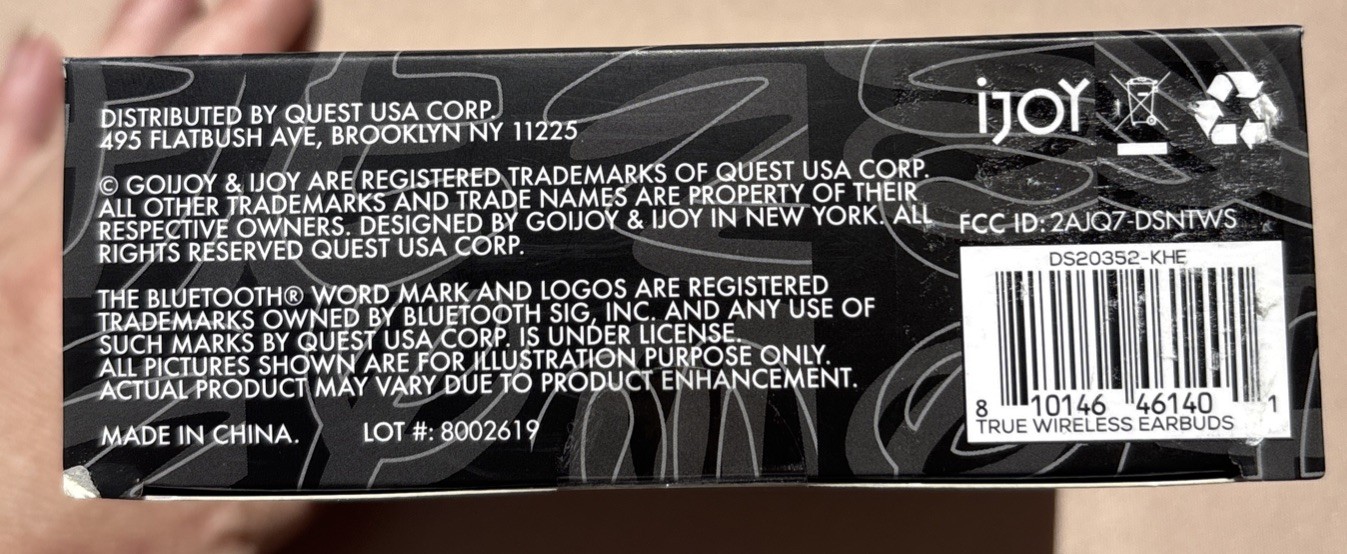 DISTRIBUTED BY QUEST USA CORP.
495 FLATBUSH AVE, BROOKLYN NY 11225
© GOIJOY & IJOY ARE REGISTERED TRADEMARKS OF QUEST USA CORP.
ALL OTHER TRADEMARKS AND TRADE NAMES ARE PROPERTY OF THEIR
RESPECTIVE OWNERS. DESIGNED BY GOIJOY & IJOY IN NEW YORK. ALL
RIGHTS RESERVED QUEST USA CORP.
THE BLUETOOTH® WORD MARK AND LOGOS ARE REGISTERED
TRADEMARKS OWNED BY BLUETOOTH SIG, INC. AND ANY USE OF
SUCH MARKS BY QUEST USA CORP. IS UNDER LICENSE.
ALL PICTURES SHOWN ARE FOR ILLUSTRATION PURPOSE ONLY.
ACTUAL PRODUCT MAY VARY DUE TO PRODUCT ENHANCEMENT.
MADE IN CHINA. LOT #: 8002619
iJOY
FCC ID: 2AJQ7-DSNTWS
DS20352-KHE
8 10146 46140 1
TRUE WIRELESS EARBUDS